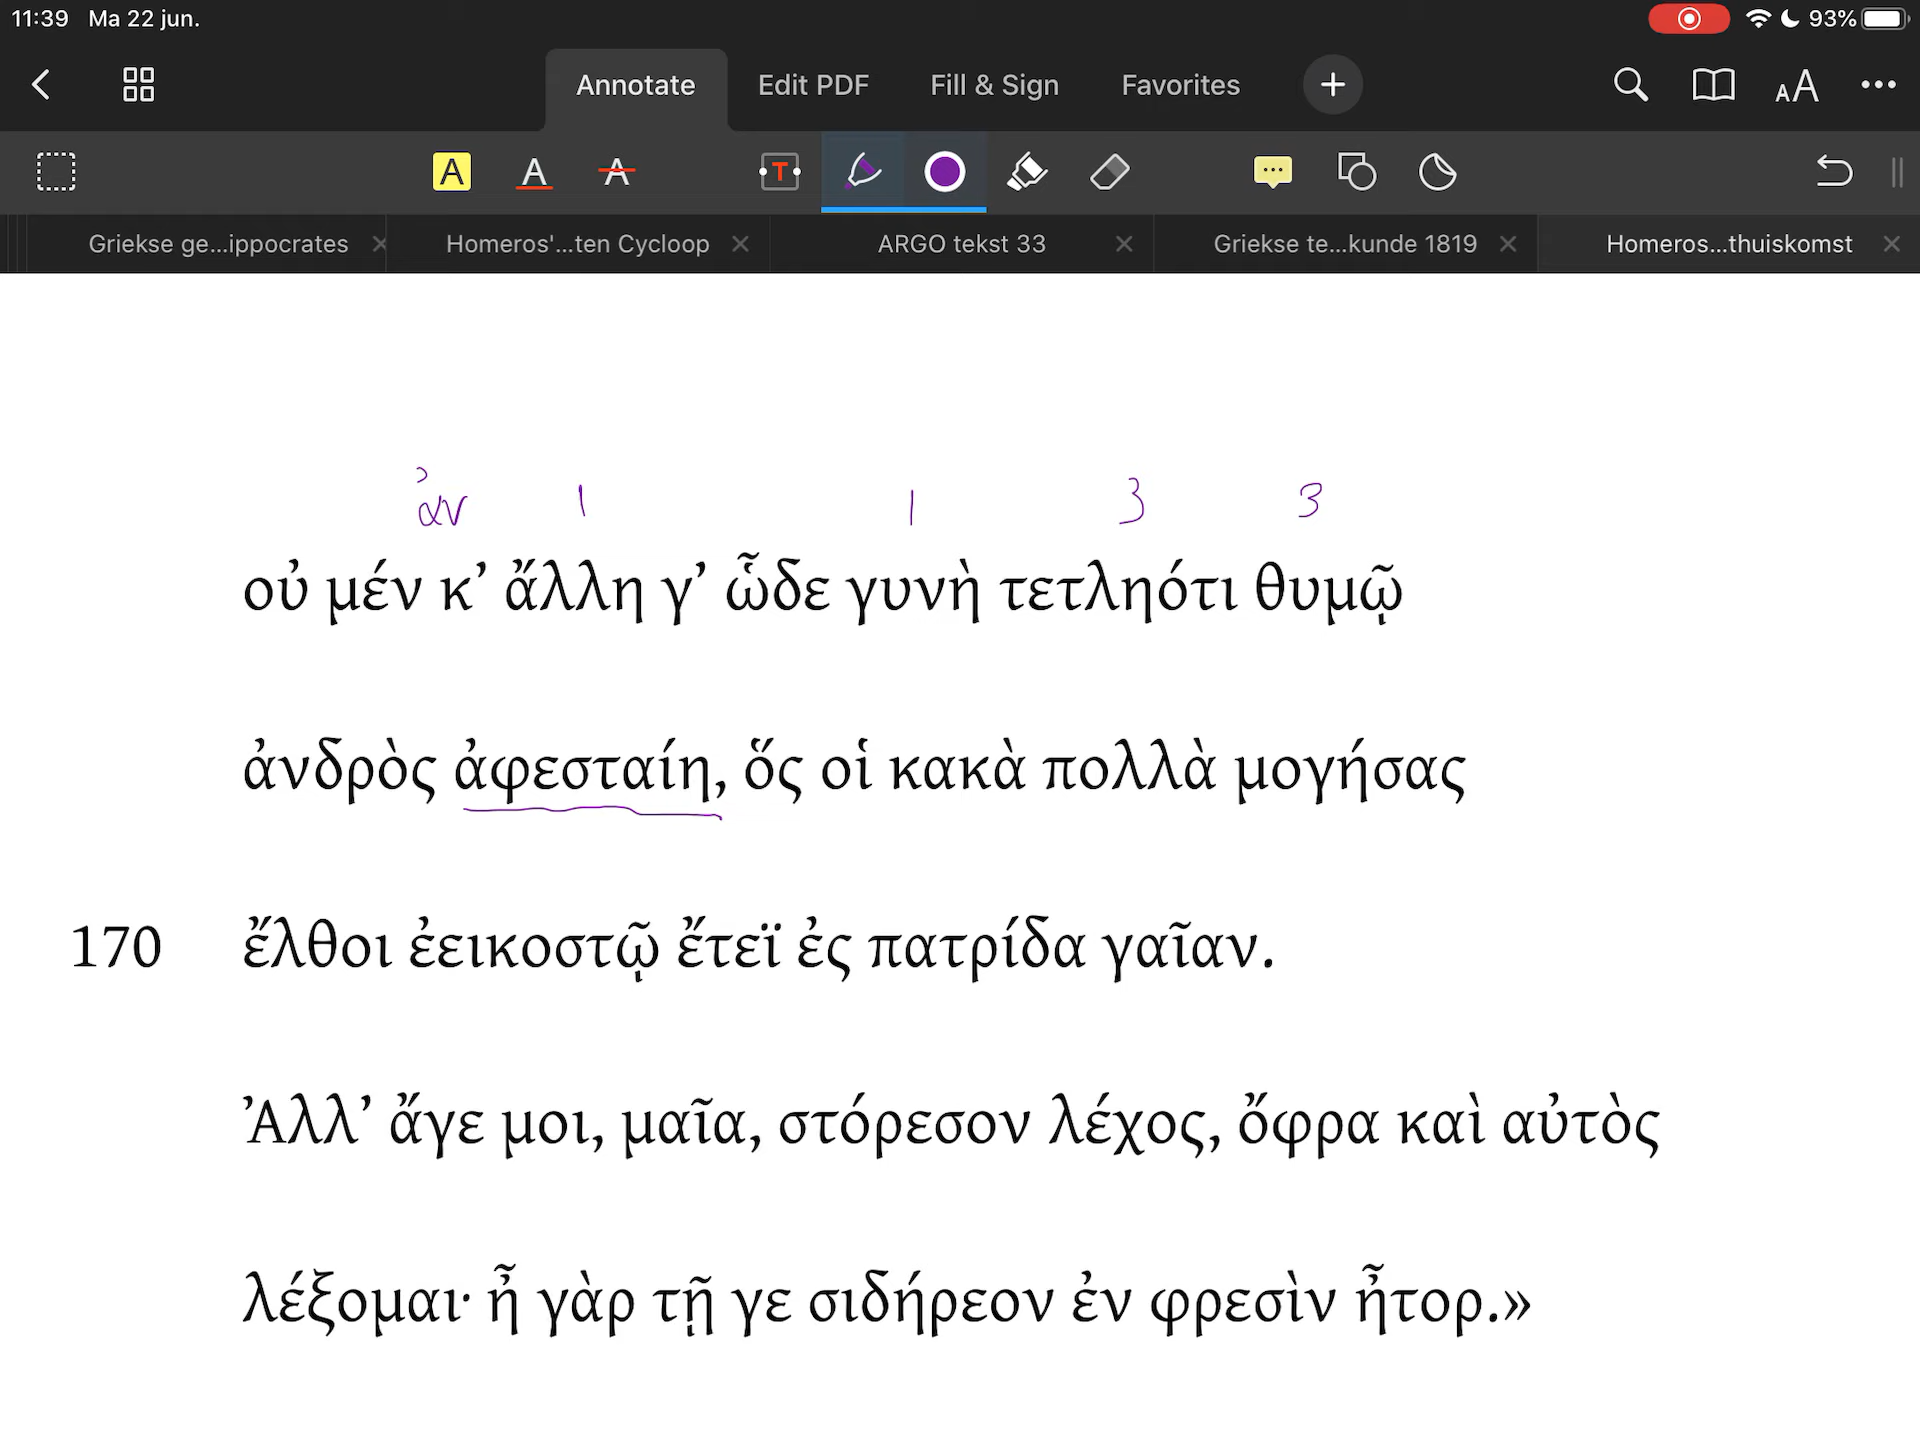 11:39 Ma 22 jun. 93%
Annotate Edit PDF Fill & Sign Favorites
A A A T AA
Griekse ge...ippocrates Homeros'...ten Cycloop ARGO tekst 33 Griekse te...kunde 1819 Homeros...thuiskomst
ἀν 1 1 3 3
οὐ μέν κ’ ἄλλη γ’ ὧδε γυνὴ τετληότι θυμῷ
ἀνδρὸς ἀφεσταίη, ὅς οἱ κακὰ πολλὰ μογήσας
170 ἔλθοι ἐεικοστῷ ἔτεϊ ἐς πατρίδα γαῖαν.
Ἀλλ’ ἄγε μοι, μαῖα, στόρεσον λέχος, ὄφρα καὶ αὐτὸς
λέξομαι· ἦ γὰρ τῇ γε σιδήρεον ἐν φρεσὶν ἦτορ.»